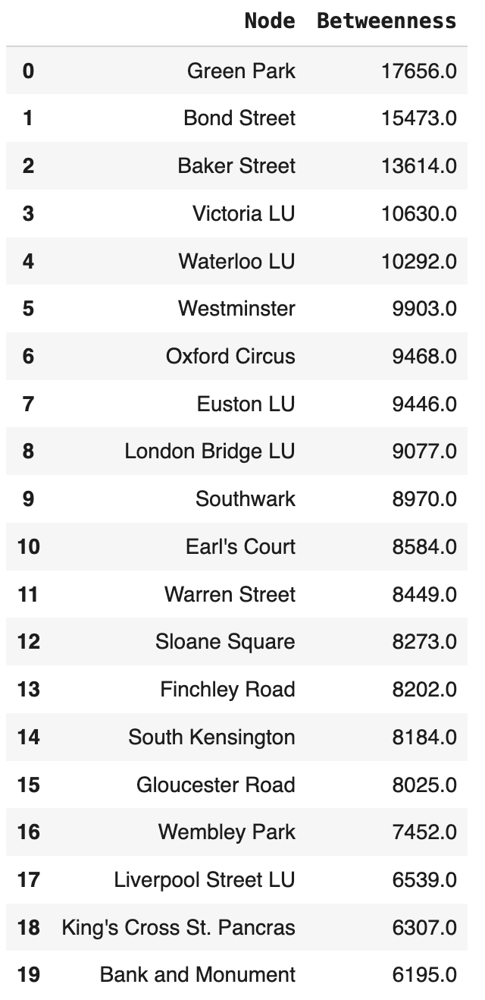 Node Betweenness
0 Green Park 17656.0
1 Bond Street 15473.0
2 Baker Street 13614.0
3 Victoria LU 10630.0
4 Waterloo LU 10292.0
5 Westminster 9903.0
6 Oxford Circus 9468.0
7 Euston LU 9446.0
8 London Bridge LU 9077.0
9 Southwark 8970.0
10 Earl's Court 8584.0
11 Warren Street 8449.0
12 Sloane Square 8273.0
13 Finchley Road 8202.0
14 South Kensington 8184.0
15 Gloucester Road 8025.0
16 Wembley Park 7452.0
17 Liverpool Street LU 6539.0
18 King's Cross St. Pancras 6307.0
19 Bank and Monument 6195.0